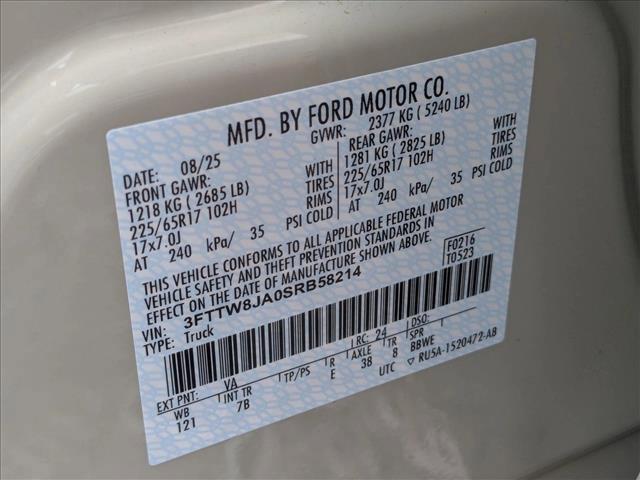 MFD. BY FORD MOTOR CO.
DATE: 08/25 GVWR: 2377 KG ( 5240 LB)
FRONT GAWR: REAR GAWR:
1218 KG ( 2685 LB) WITH 1281 KG ( 2825 LB) WITH
225/65R17 102H TIRES 225/65R17 102H TIRES
17x7.0J RIMS 17x7.0J RIMS
AT 240 kPa/ 35 PSI COLD AT 240 kPa/ 35 PSI COLD
THIS VEHICLE CONFORMS TO ALL APPLICABLE FEDERAL MOTOR
VEHICLE SAFETY AND THEFT PREVENTION STANDARDS IN
EFFECT ON THE DATE OF MANUFACTURE SHOWN ABOVE.
F0216
T0523
VIN: 3FTTW8JA0SRB58214
TYPE: Truck
EXT PNT: VA RC: 24 DSO:
WB INT TR TP/PS R AXLE TR SPR
121 7B E 38 8 BBWE
UTC ▽ RU5A-1520472-AB